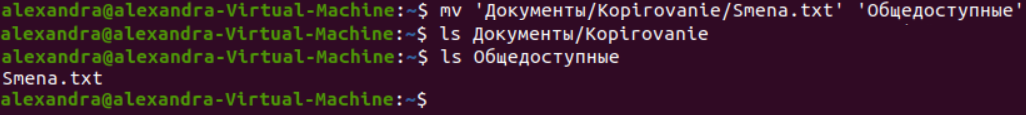 alexandra@alexandra-Virtual-Machine:~$ mv 'Документы/Kopirovanie/Smena.txt' 'Общедоступные'
alexandra@alexandra-Virtual-Machine:~$ ls Документы/Kopirovanie
alexandra@alexandra-Virtual-Machine:~$ ls Общедоступные
Smena.txt
alexandra@alexandra-Virtual-Machine:~$